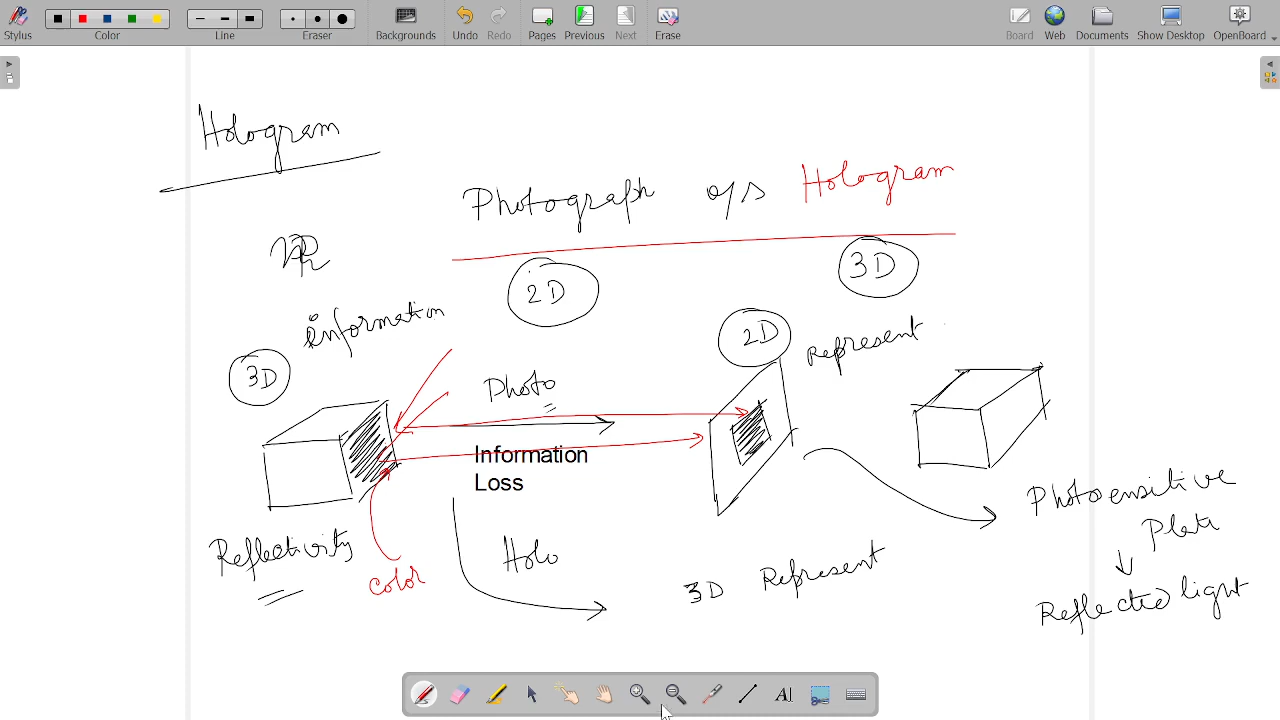 Stylus
Color
Line
Eraser
Backgrounds
Undo
Redo
Pages
Previous
Next
Erase
Board
Web
Documents
Show Desktop
OpenBoard
Hologram
Photograph v/s Hologram
2D
3D
information
3D
2D
Represent
Photo
Information
Loss
Reflectivity
Color
Holo
3D Represent
Photosensitive
Plate
Reflected light
AI